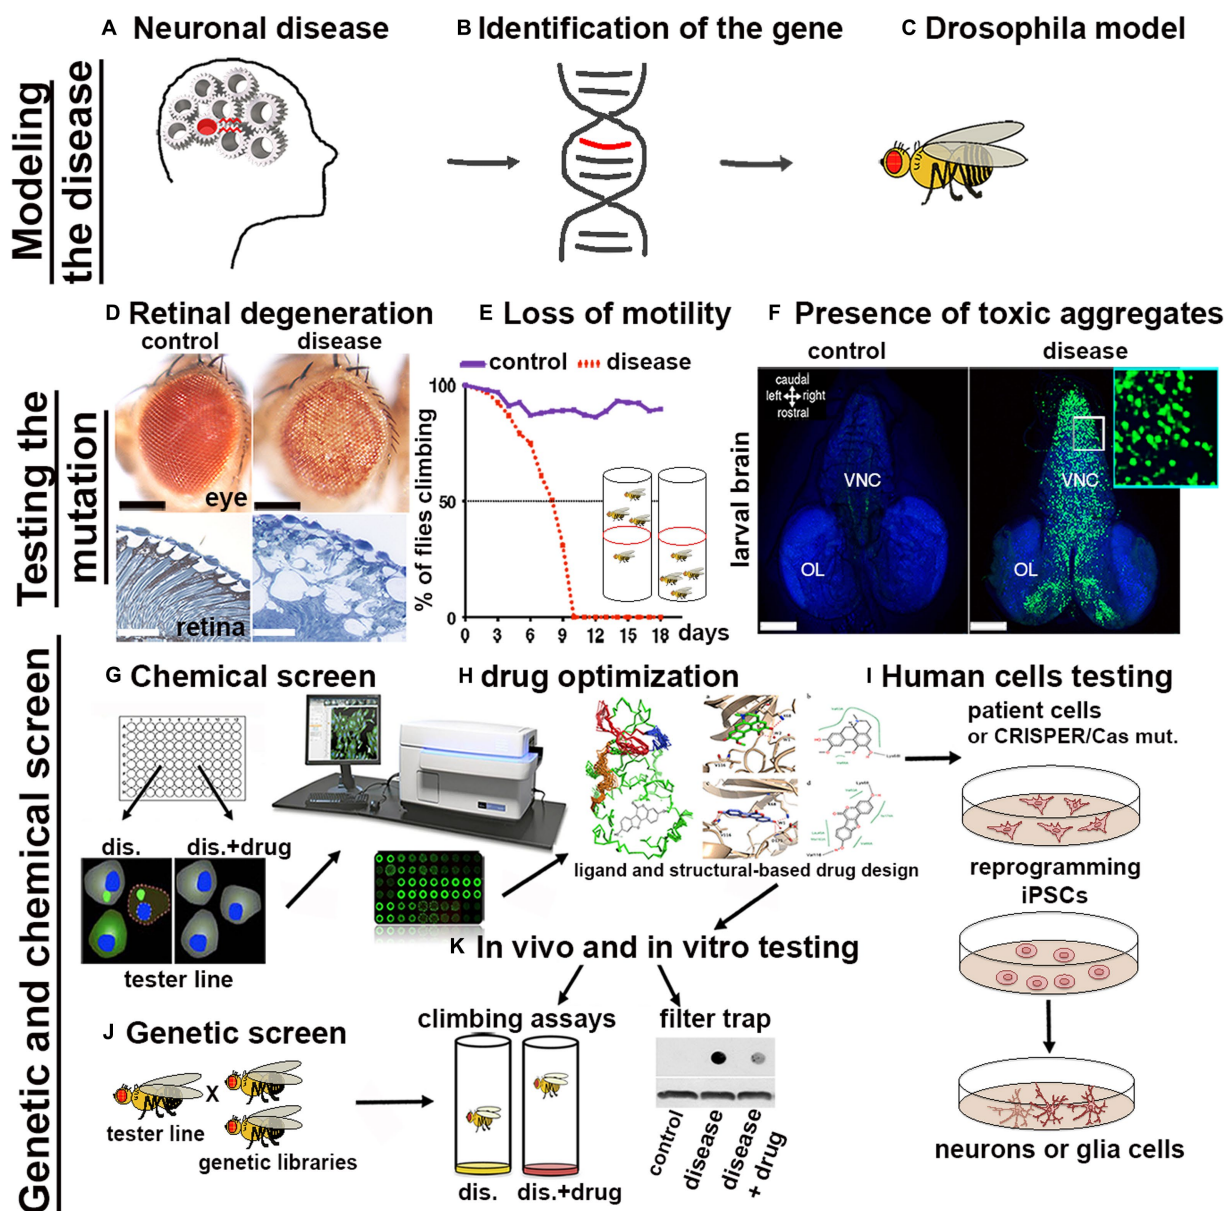 A Neuronal disease
B Identification of the gene
C Drosophila model
Modeling
the disease
D Retinal degeneration
control
disease
eye
retina
E Loss of motility
control
disease
% of flies climbing
100
50
0
0 3 6 9 12 15 18 days
F Presence of toxic aggregates
control
disease
caudal
left right
rostral
VNC
OL
VNC
OL
larval brain
Testing the
mutation
G Chemical screen
dis.
dis.+drug
tester line
H drug optimization
a
b
c
d
ligand and structural-based drug design
I Human cells testing
patient cells
or CRISPER/Cas mut.
reprogramming
iPSCs
neurons or glia cells
J Genetic screen
X
tester line
genetic libraries
K In vivo and in vitro testing
climbing assays
dis.
dis.+drug
filter trap
control
disease
disease
+ drug
Genetic and chemical screen